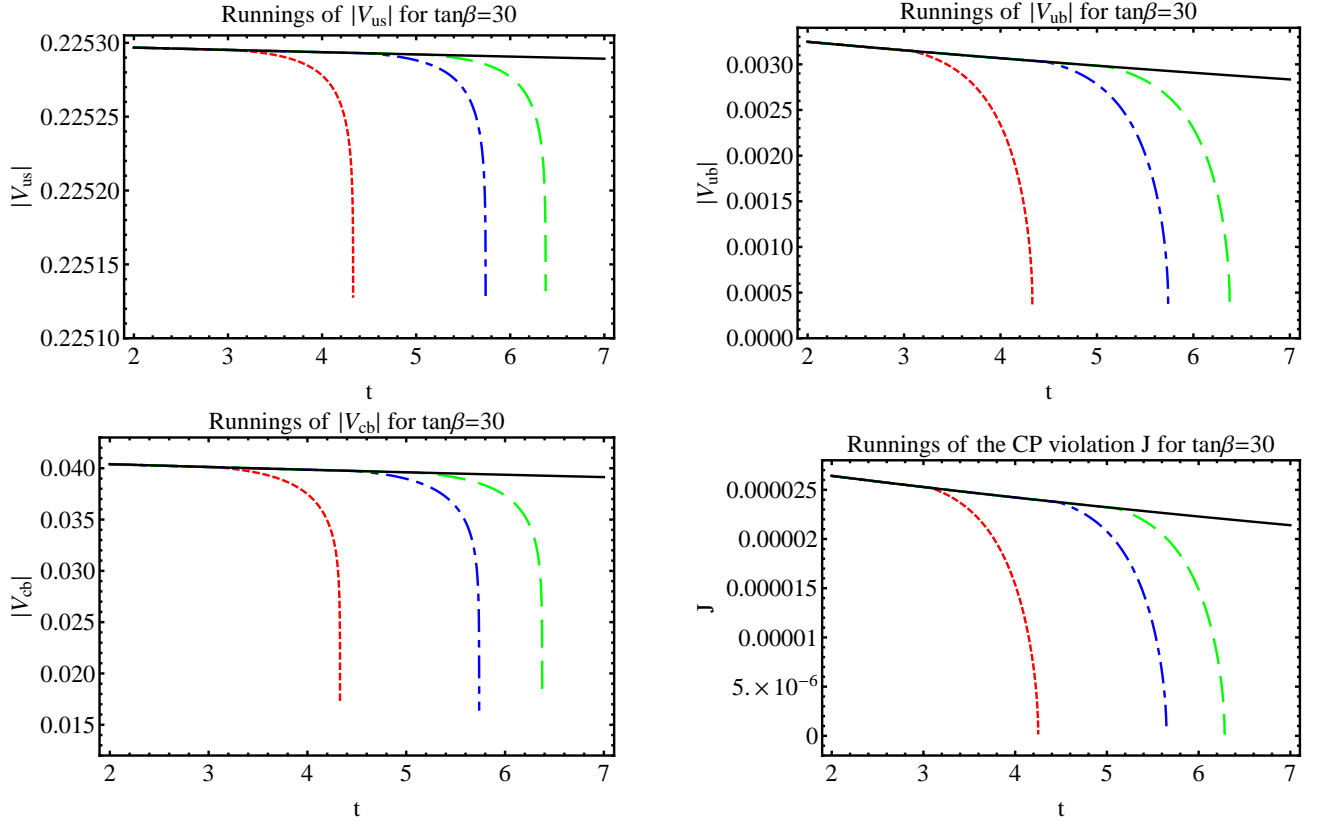 Runnings of |V_us| for tanβ=30
|V_us|
0.22530
0.22527
0.22520
0.22515
0.22510
2 3 4 5 6 7
t
Runnings of |V_ub| for tanβ=30
|V_ub|
0.0030
0.0025
0.0020
0.0015
0.0010
0.0005
0.0000
2 3 4 5 6 7
t
Runnings of |V_cb| for tanβ=30
|V_cb|
0.040
0.035
0.030
0.025
0.020
0.015
2 3 4 5 6 7
t
Runnings of the CP violation J for tanβ=30
J
0.000025
0.00002
0.000015
0.00001
5.×10⁻⁶
0
2 3 4 5 6 7
t